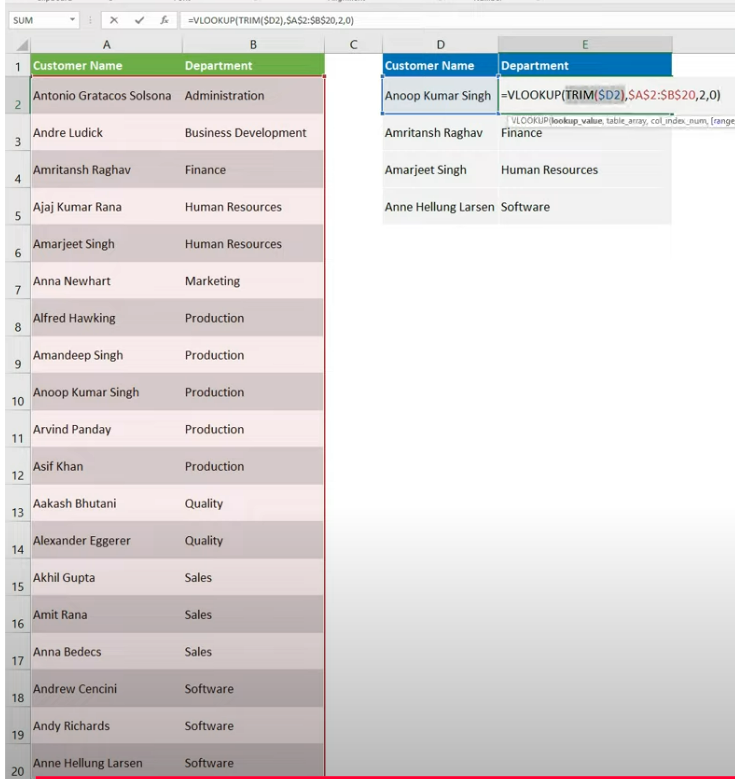 SUM fx =VLOOKUP(TRIM($D2),$A$2:$B$20,2,0)
A B C D E
1 Customer Name Department Customer Name Department
2 Antonio Gratacos Solsona Administration Anoop Kumar Singh =VLOOKUP(TRIM($D2),$A$2:$B$20,2,0)
VLOOKUP(lookup_value, table_array, col_index_num, [range
3 Andre Ludick Business Development Amritansh Raghav Finance
4 Amritansh Raghav Finance Amarjeet Singh Human Resources
5 Ajaj Kumar Rana Human Resources Anne Hellung Larsen Software
6 Amarjeet Singh Human Resources
7 Anna Newhart Marketing
8 Alfred Hawking Production
9 Amandeep Singh Production
10 Anoop Kumar Singh Production
11 Arvind Panday Production
12 Asif Khan Production
13 Aakash Bhutani Quality
14 Alexander Eggerer Quality
15 Akhil Gupta Sales
16 Amit Rana Sales
17 Anna Bedecs Sales
18 Andrew Cencini Software
19 Andy Richards Software
20 Anne Hellung Larsen Software